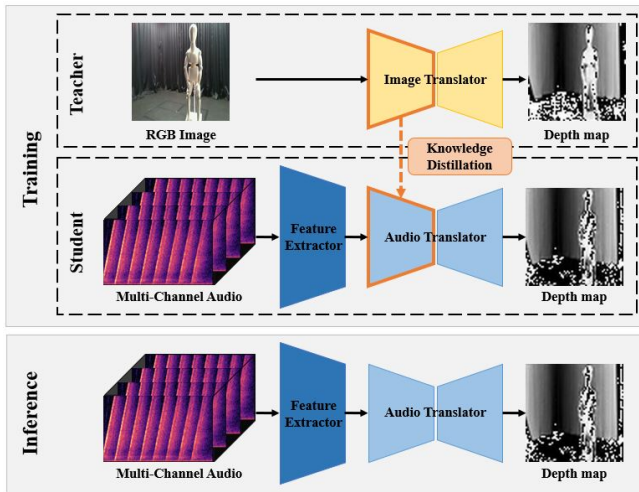 Training
Teacher
RGB Image
Image Translator
Depth map
Knowledge
Distillation
Student
Multi-Channel Audio
Feature
Extractor
Audio Translator
Depth map
Inference
Multi-Channel Audio
Feature
Extractor
Audio Translator
Depth map